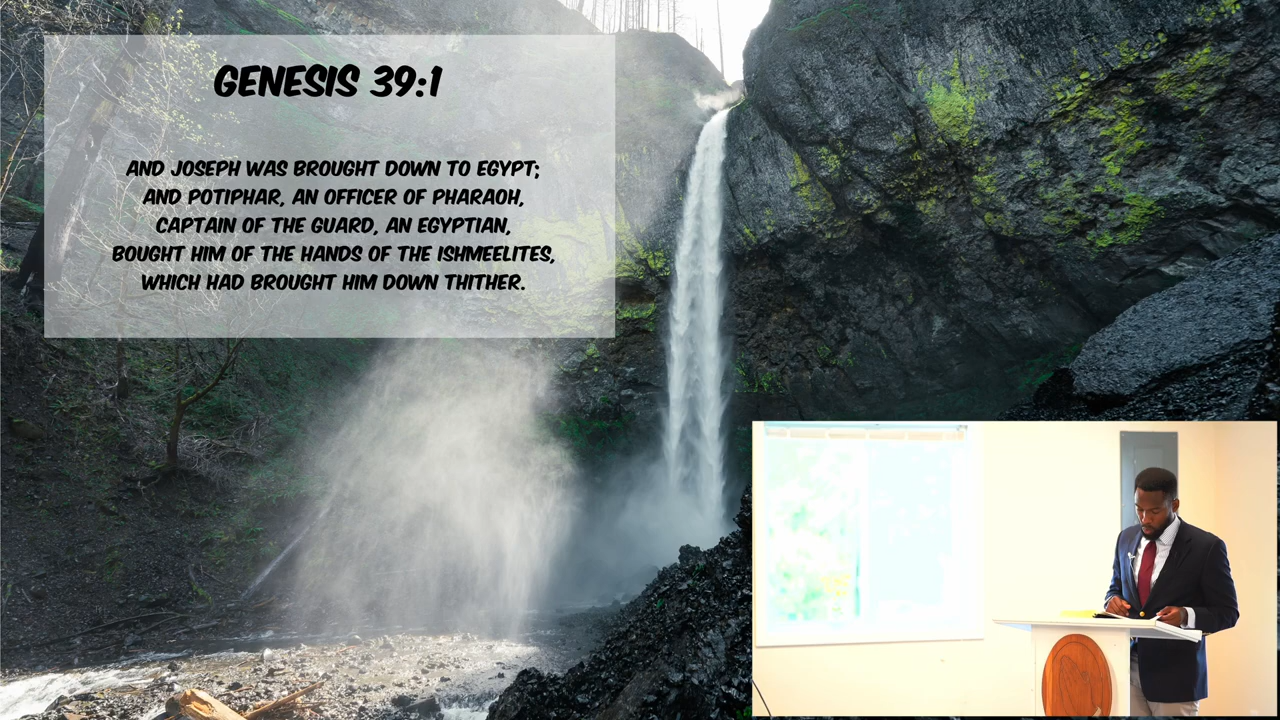 GENESIS 39:1
AND JOSEPH WAS BROUGHT DOWN TO EGYPT;
AND POTIPHAR, AN OFFICER OF PHARAOH,
CAPTAIN OF THE GUARD, AN EGYPTIAN,
BOUGHT HIM OF THE HANDS OF THE ISHMEELITES,
WHICH HAD BROUGHT HIM DOWN THITHER.